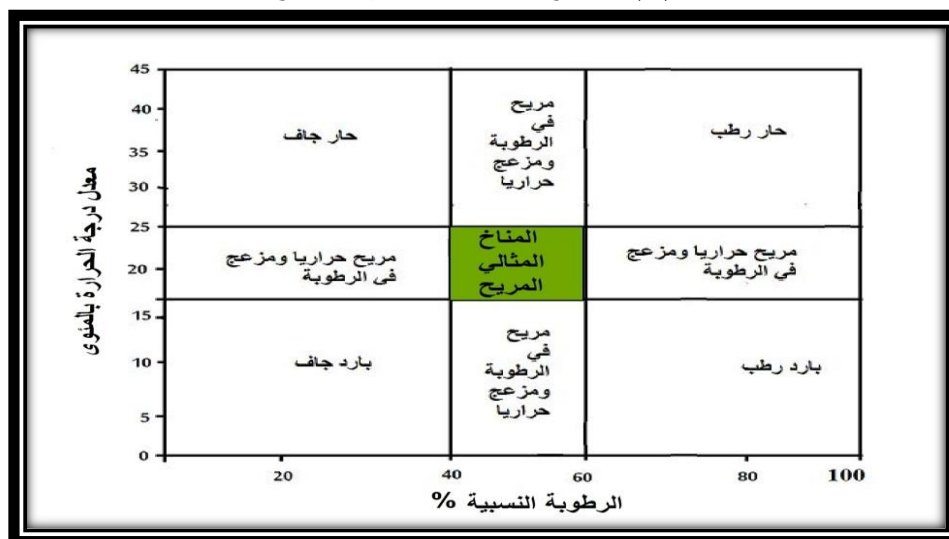 45
40
35
30
25
20
15
10
5
0
معدل درجة الحرارة بالمئوى
حار رطب
مريح
في
الرطوبة
ومزعج
حراريا
حار جاف
مريح حراريا ومزعج
في الرطوبة
المناخ
المثالي
المريح
مريح حراريا ومزعج
في الرطوبة
بارد رطب
مريح
في
الرطوبة
ومزعج
حراريا
بارد جاف
20
40
60
80
100
الرطوبة النسبية %